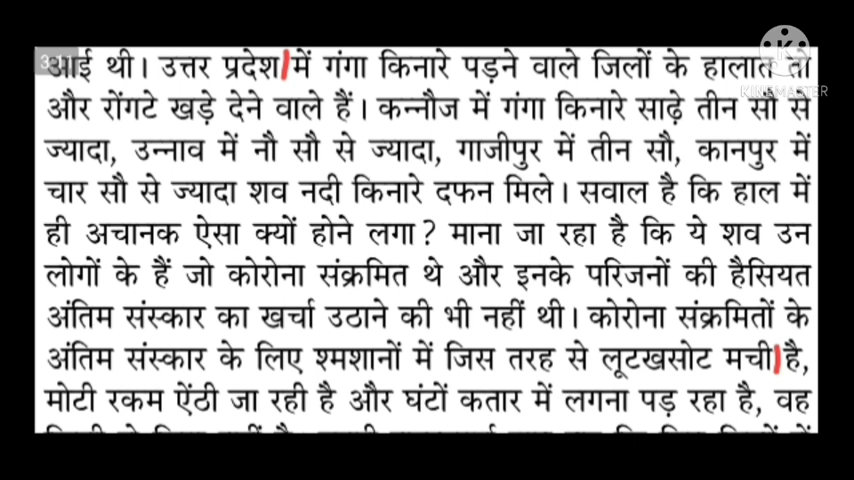 3:11
आई थी। उत्तर प्रदेश में गंगा किनारे पड़ने वाले जिलों के हालात तो
KINEMASTER
और रोंगटे खड़े देने वाले हैं। कन्नौज में गंगा किनारे साढ़े तीन सौ से
ज्यादा, उन्नाव में नौ सौ से ज्यादा, गाजीपुर में तीन सौ, कानपुर में
चार सौ से ज्यादा शव नदी किनारे दफन मिले। सवाल है कि हाल में
ही अचानक ऐसा क्यों होने लगा? माना जा रहा है कि ये शव उन
लोगों के हैं जो कोरोना संक्रमित थे और इनके परिजनों की हैसियत
अंतिम संस्कार का खर्चा उठाने की भी नहीं थी। कोरोना संक्रमितों के
अंतिम संस्कार के लिए श्मशानों में जिस तरह से लूटखसोट मची है,
मोटी रकम ऐंठी जा रही है और घंटों कतार में लगना पड़ रहा है, वह